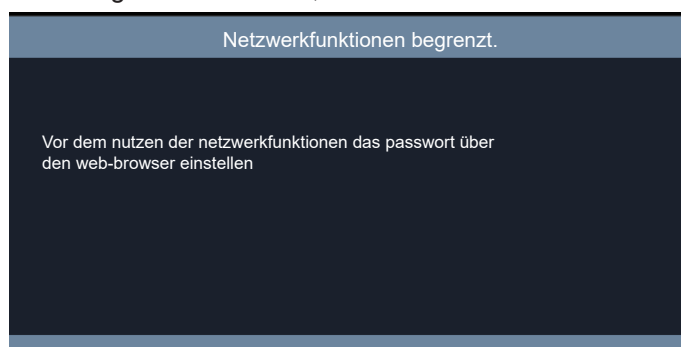 Netzwerkfunktionen begrenzt.
Vor dem nutzen der netzwerkfunktionen das passwort über
den web-browser einstellen